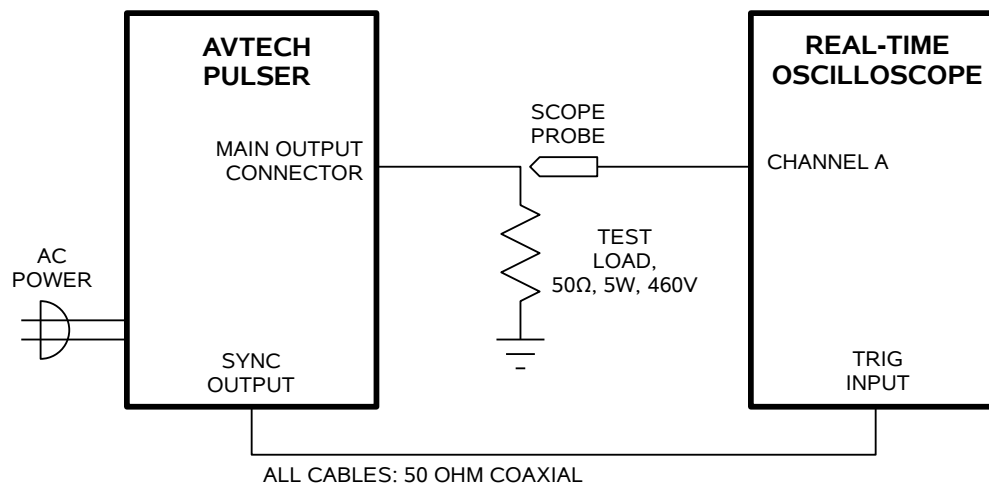 AVTECH
PULSER
REAL-TIME
OSCILLOSCOPE
SCOPE
PROBE
MAIN OUTPUT
CONNECTOR
CHANNEL A
TEST
LOAD,
50Ω, 5W, 460V
AC
POWER
SYNC
OUTPUT
TRIG
INPUT
ALL CABLES: 50 OHM COAXIAL